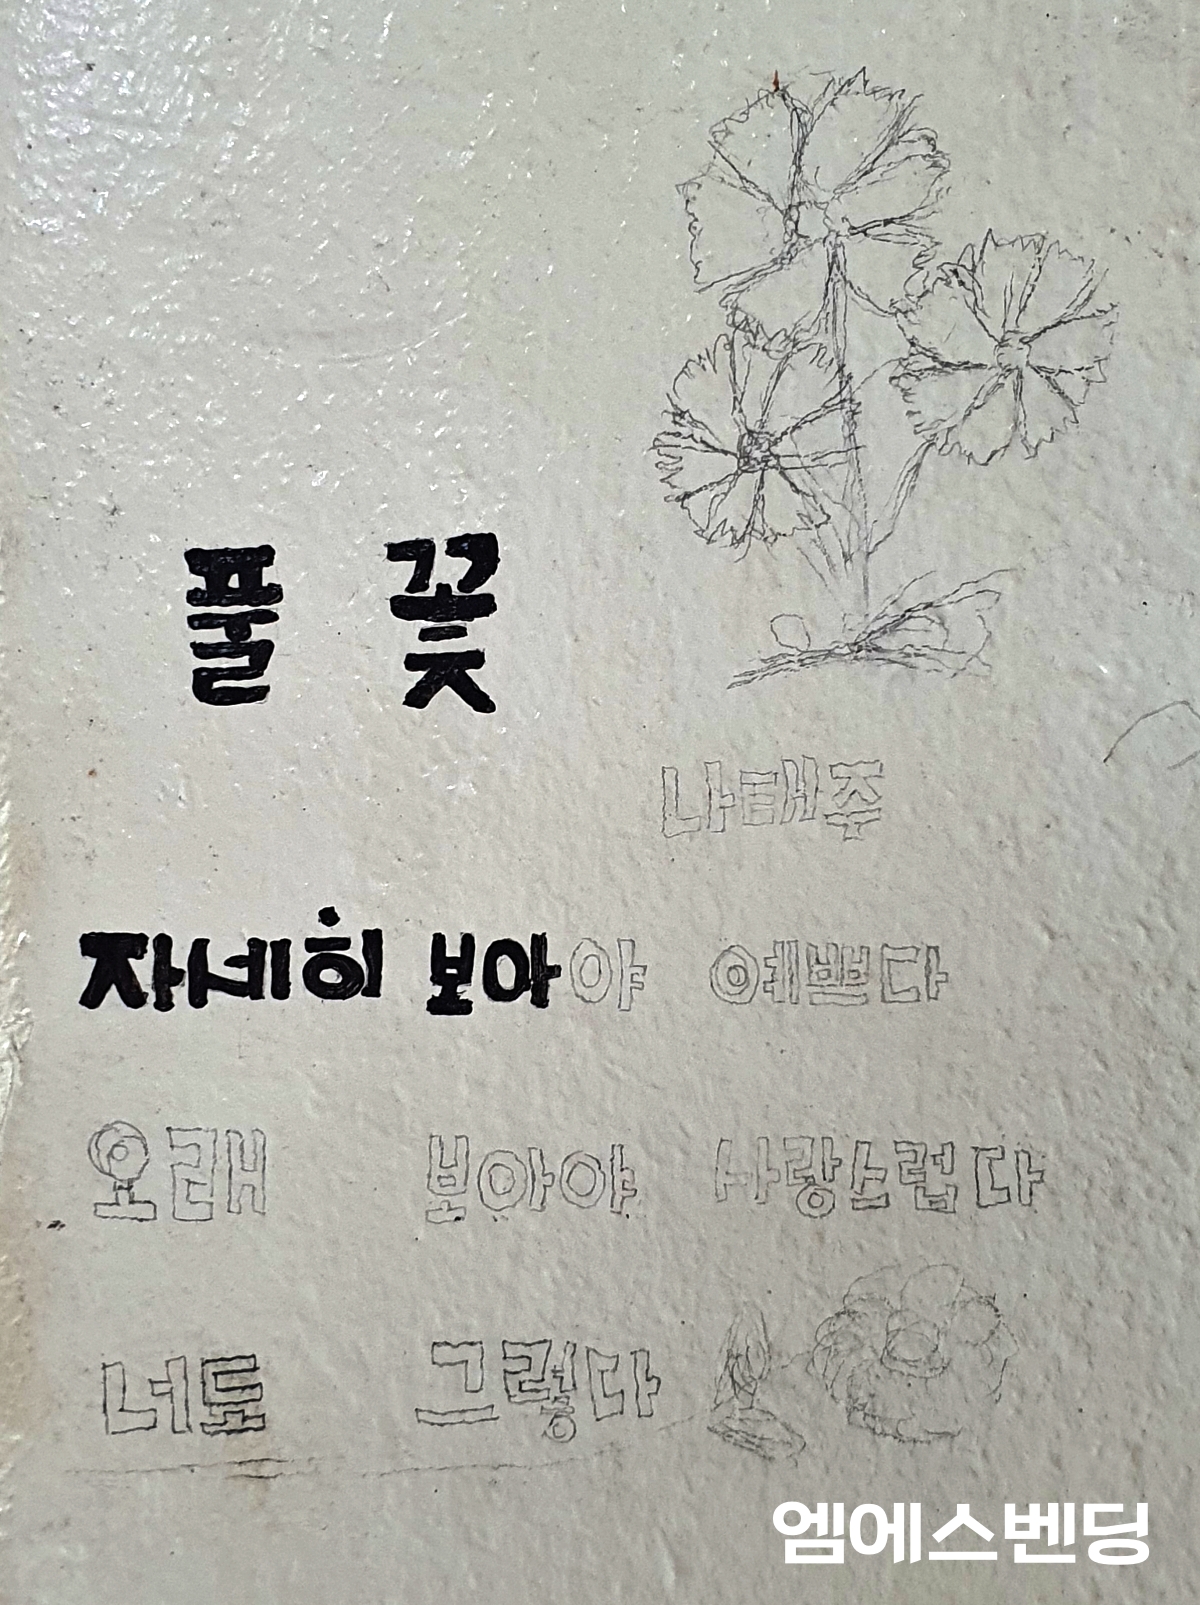 풀 꽃
나태주
자세히 보아야 예쁘다
오래 보아야 사랑스럽다
너도 그렇다
엠에스벤딩